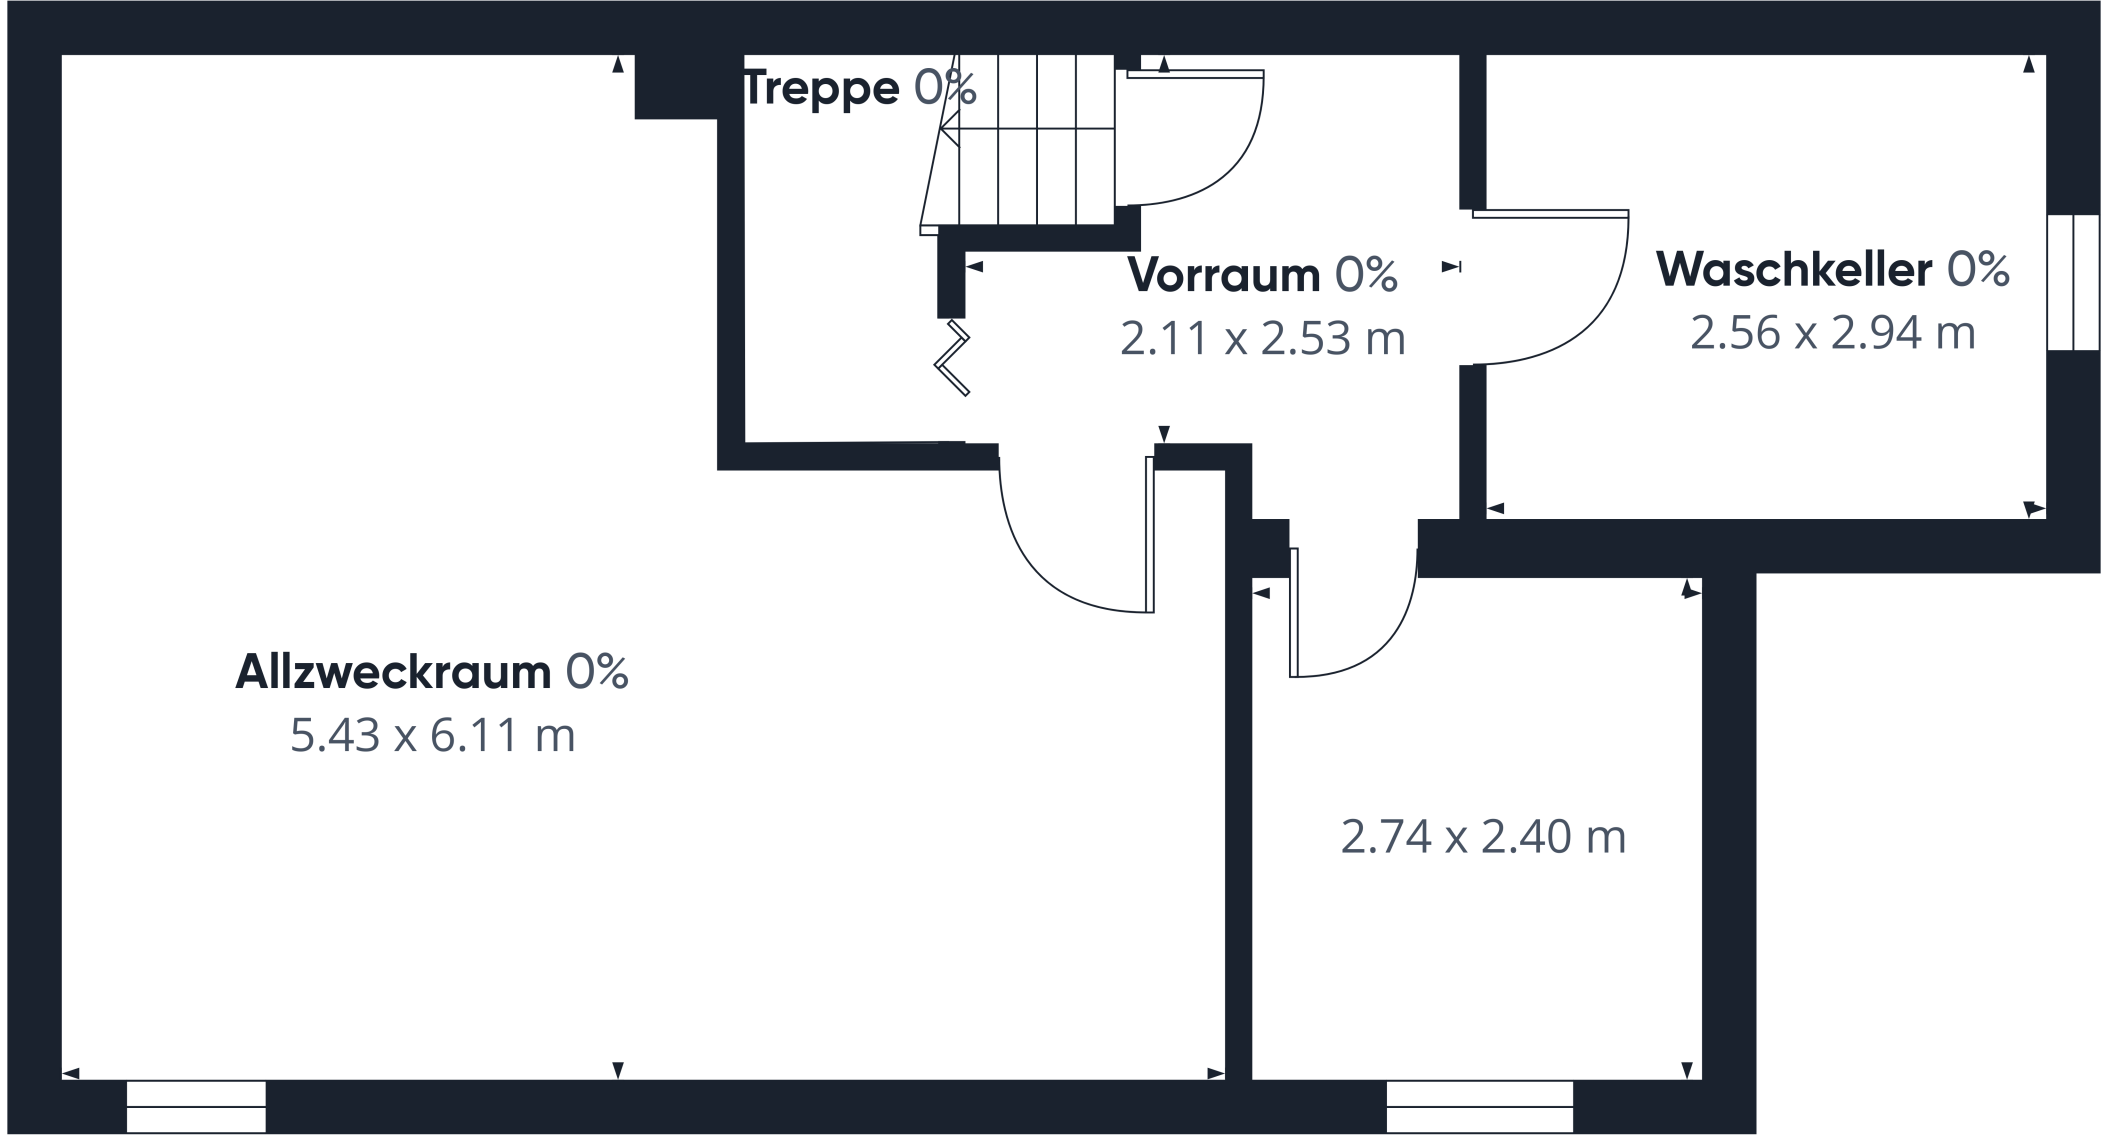 Treppe 0%
Vorraum 0%
2.11 x 2.53 m
Waschkeller 0%
2.56 x 2.94 m
Allzweckraum 0%
5.43 x 6.11 m
2.74 x 2.40 m